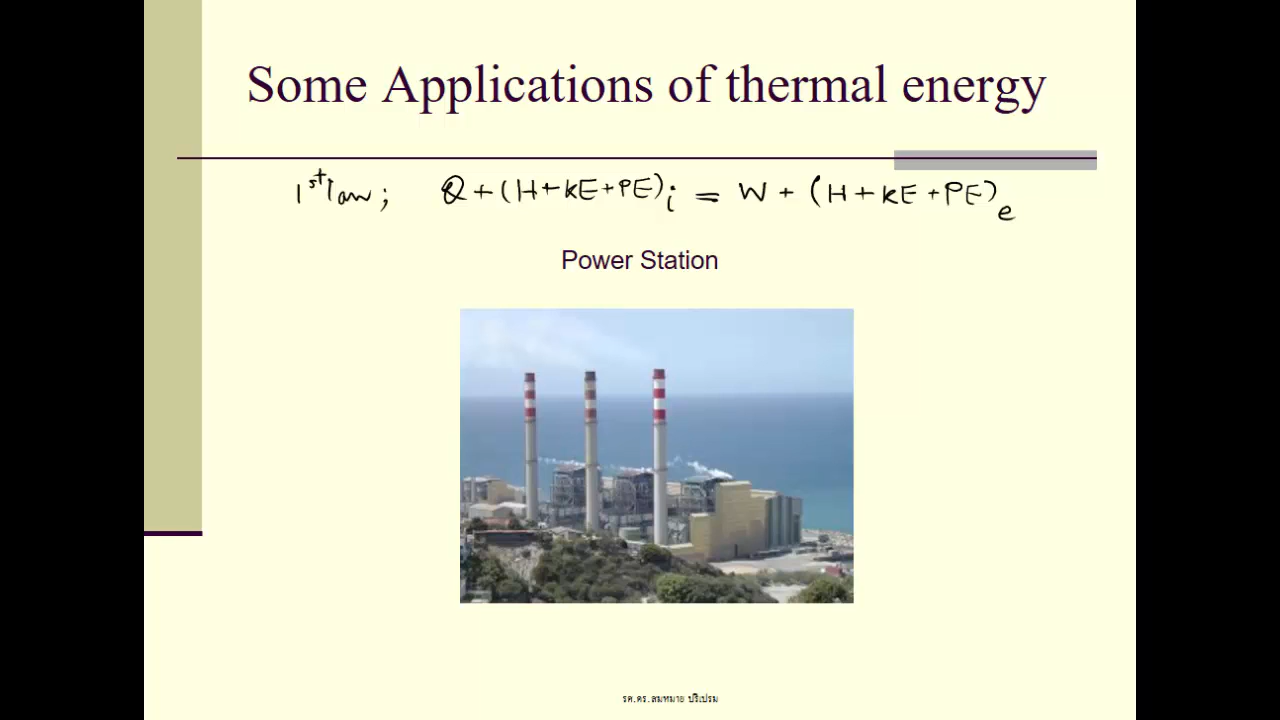 Some Applications of thermal energy
1st law; Q + (H + KE + PE)i = W + (H + KE + PE)e
Power Station
รศ.ดร.สมหมาย ปรีเปรม